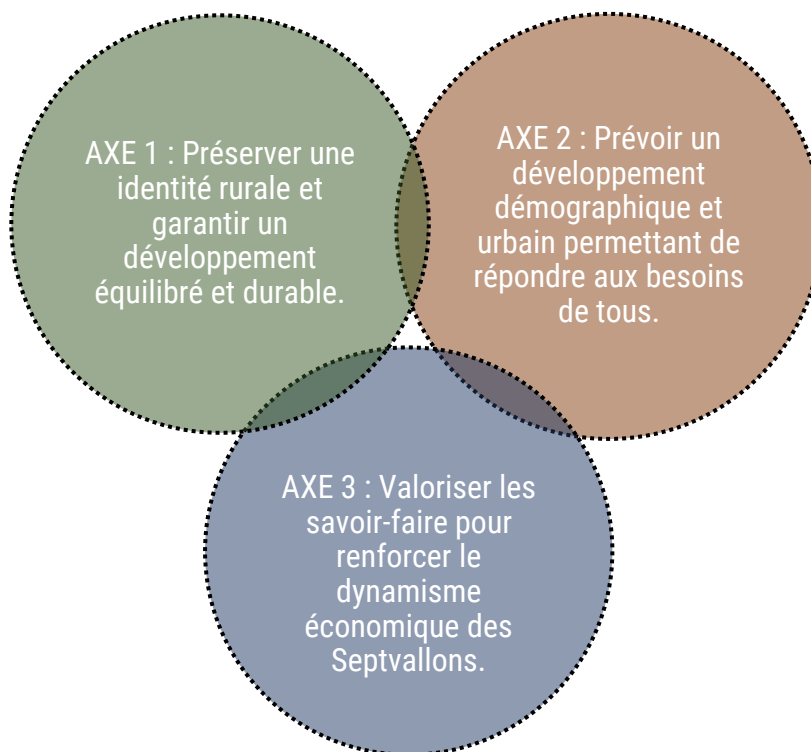 AXE 1 : Préserver une
identité rurale et
garantir un
développement
équilibré et durable.
AXE 2 : Prévoir un
développement
démographique et
urbain permettant de
répondre aux besoins
de tous.
AXE 3 : Valoriser les
savoir-faire pour
renforcer le
dynamisme
économique des
Septvallons.